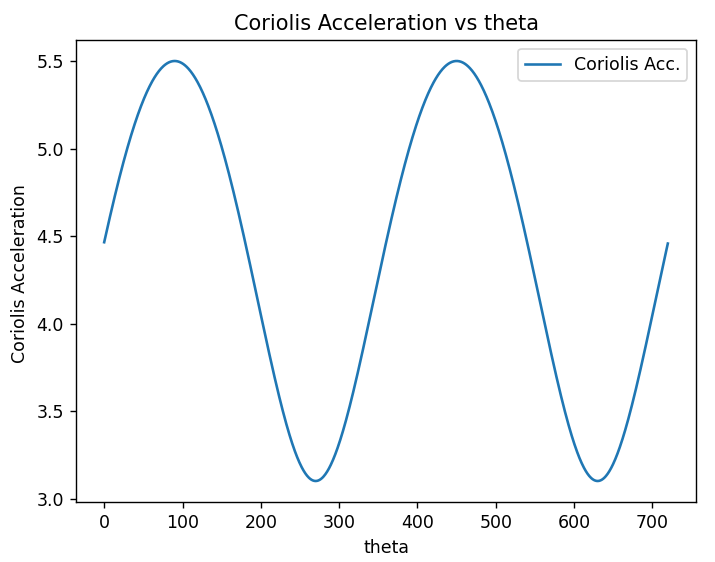 Coriolis Acceleration vs theta
Coriolis Acc.
Coriolis Acceleration
5.5
5.0
4.5
4.0
3.5
3.0
0 100 200 300 400 500 600 700
theta